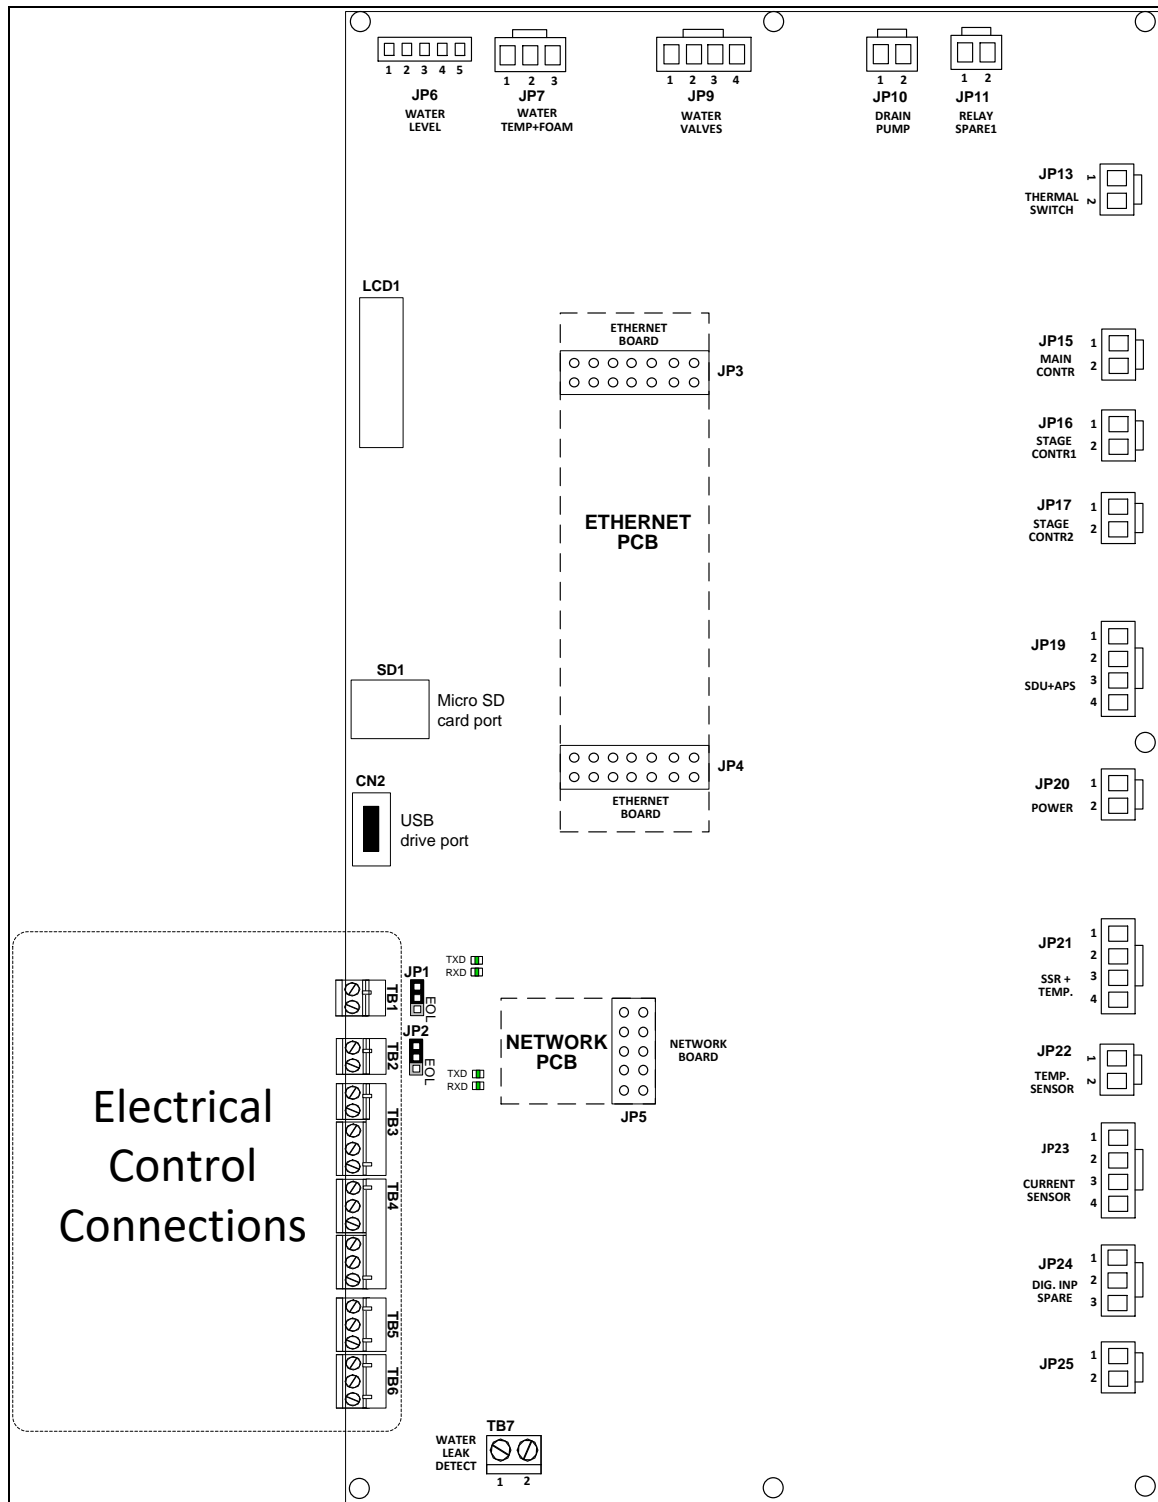 1 2 3 4 5
JP6
WATER
LEVEL
1 2 3
JP7
WATER
TEMP+FOAM
1 2 3 4
JP9
WATER
VALVES
1 2
JP10
DRAIN
PUMP
1 2
JP11
RELAY
SPARE1
JP13
THERMAL
SWITCH
1
2
LCD1
ETHERNET
BOARD
JP3
JP15
MAIN
CONTR
1
2
JP16
STAGE
CONTR1
1
2
ETHERNET
PCB
JP17
STAGE
CONTR2
1
2
JP19
SDU+APS
1
2
3
4
SD1
Micro SD
card port
JP4
ETHERNET
BOARD
CN2
USB
drive port
JP20
POWER
1
2
JP21
SSR +
TEMP.
1
2
3
4
TXD
RXD
JP1
EOL
TB1
JP2
EOL
TB2
TXD
RXD
NETWORK
PCB
NETWORK
BOARD
JP5
JP22
TEMP.
SENSOR
1
2
Electrical
Control
Connections
TB3
TB4
TB5
TB6
JP23
CURRENT
SENSOR
1
2
3
4
JP24
DIG. INP
SPARE
1
2
3
JP25
1
2
TB7
WATER
LEAK
DETECT
1 2